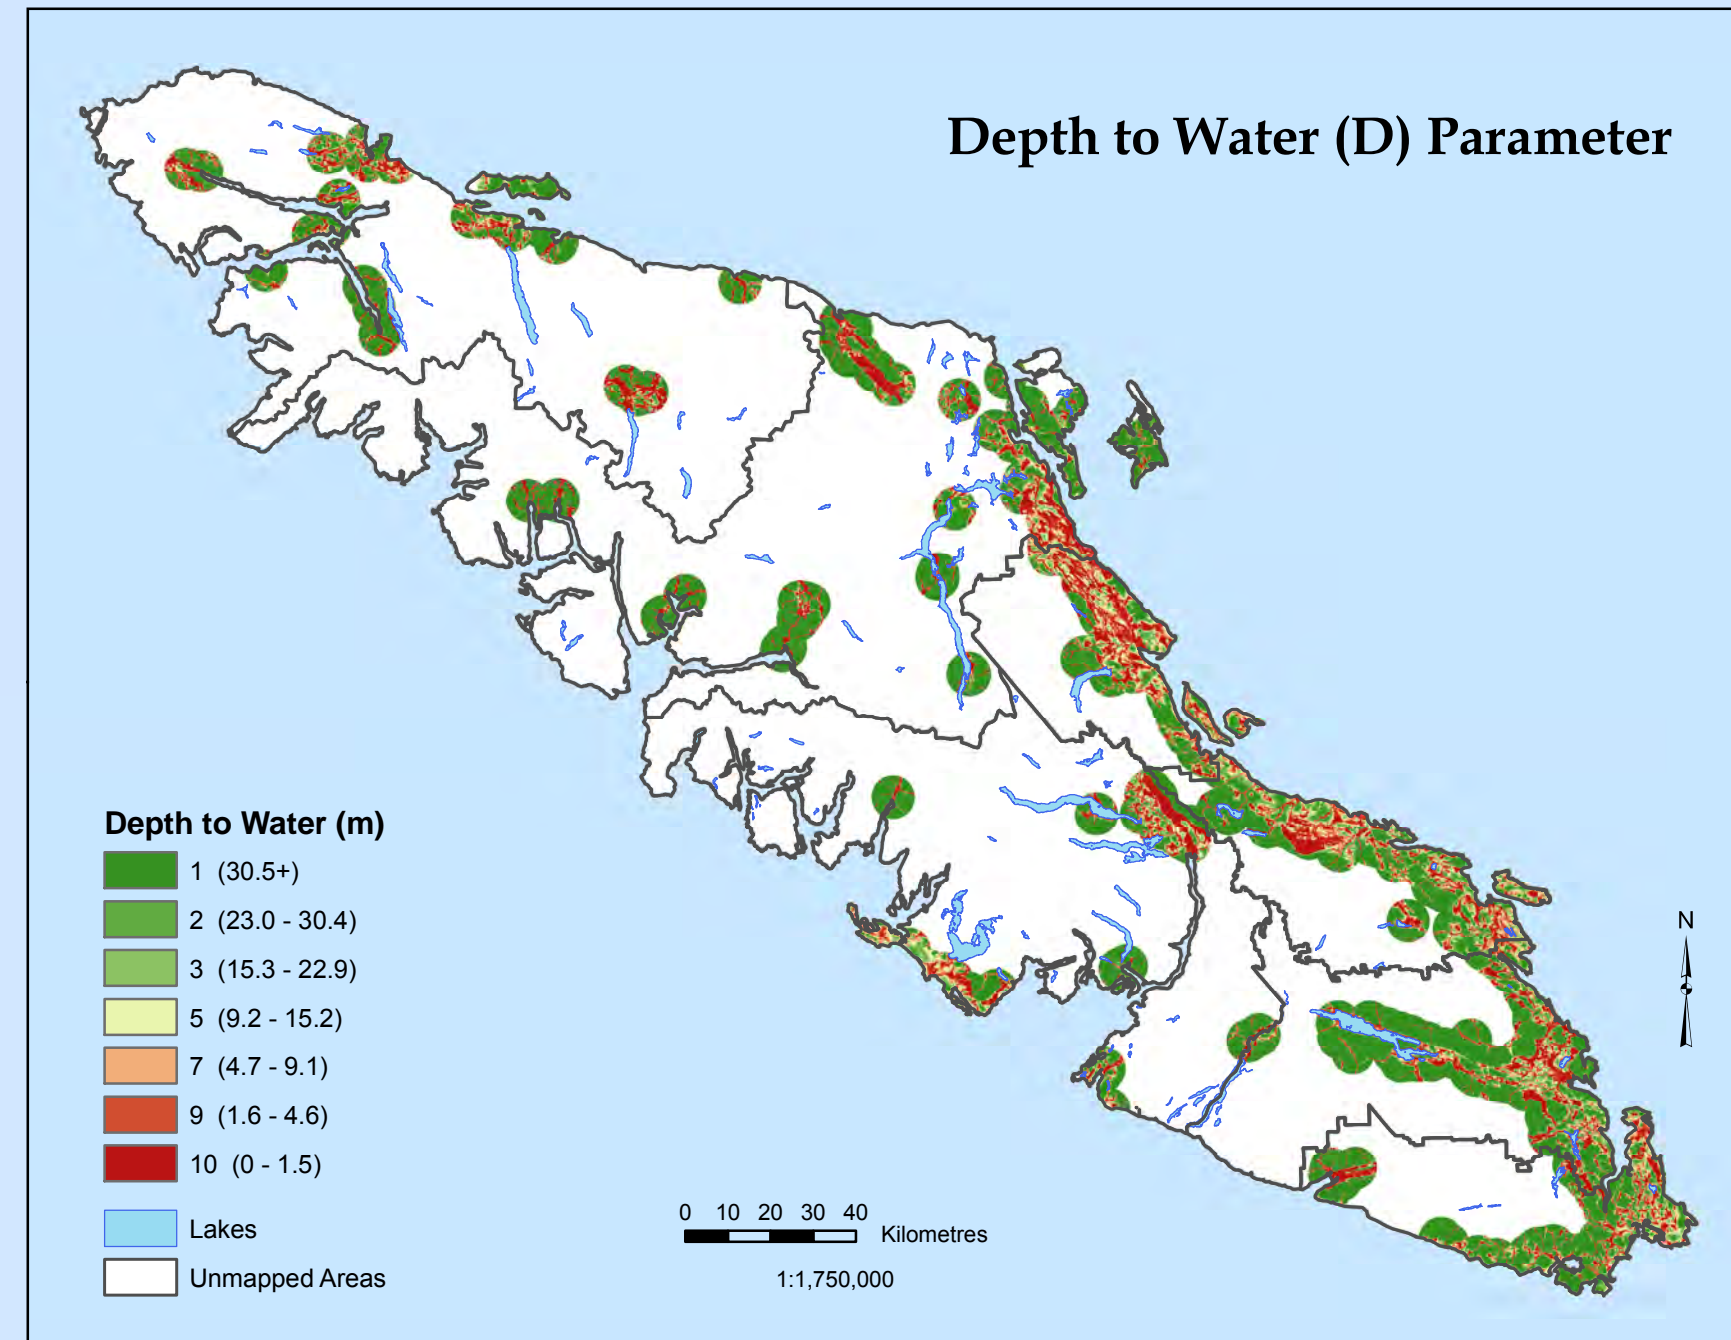 Depth to Water (D) Parameter
Depth to Water (m)
1 (30.5+)
2 (23.0 - 30.4)
3 (15.3 - 22.9)
5 (9.2 - 15.2)
7 (4.7 - 9.1)
9 (1.6 - 4.6)
10 (0 - 1.5)
Lakes
Unmapped Areas
0 10 20 30 40
Kilometres
1:1,750,000
N